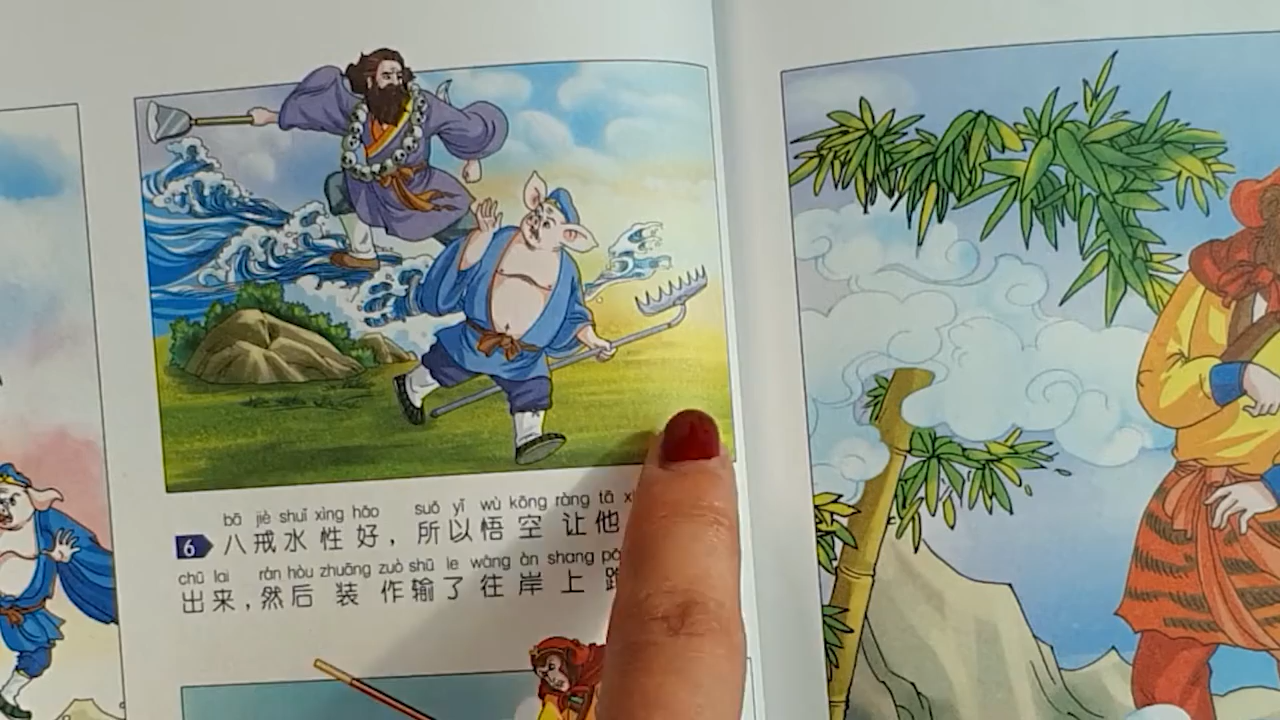 bā jiè shuǐ xìng hǎo suǒ yǐ wù kōng ràng tā
6 八戒水性好，所以悟空让他
chū lai rán hòu zhuāng zuò shū le wǎng àn shang
出来，然后装作输了往岸上